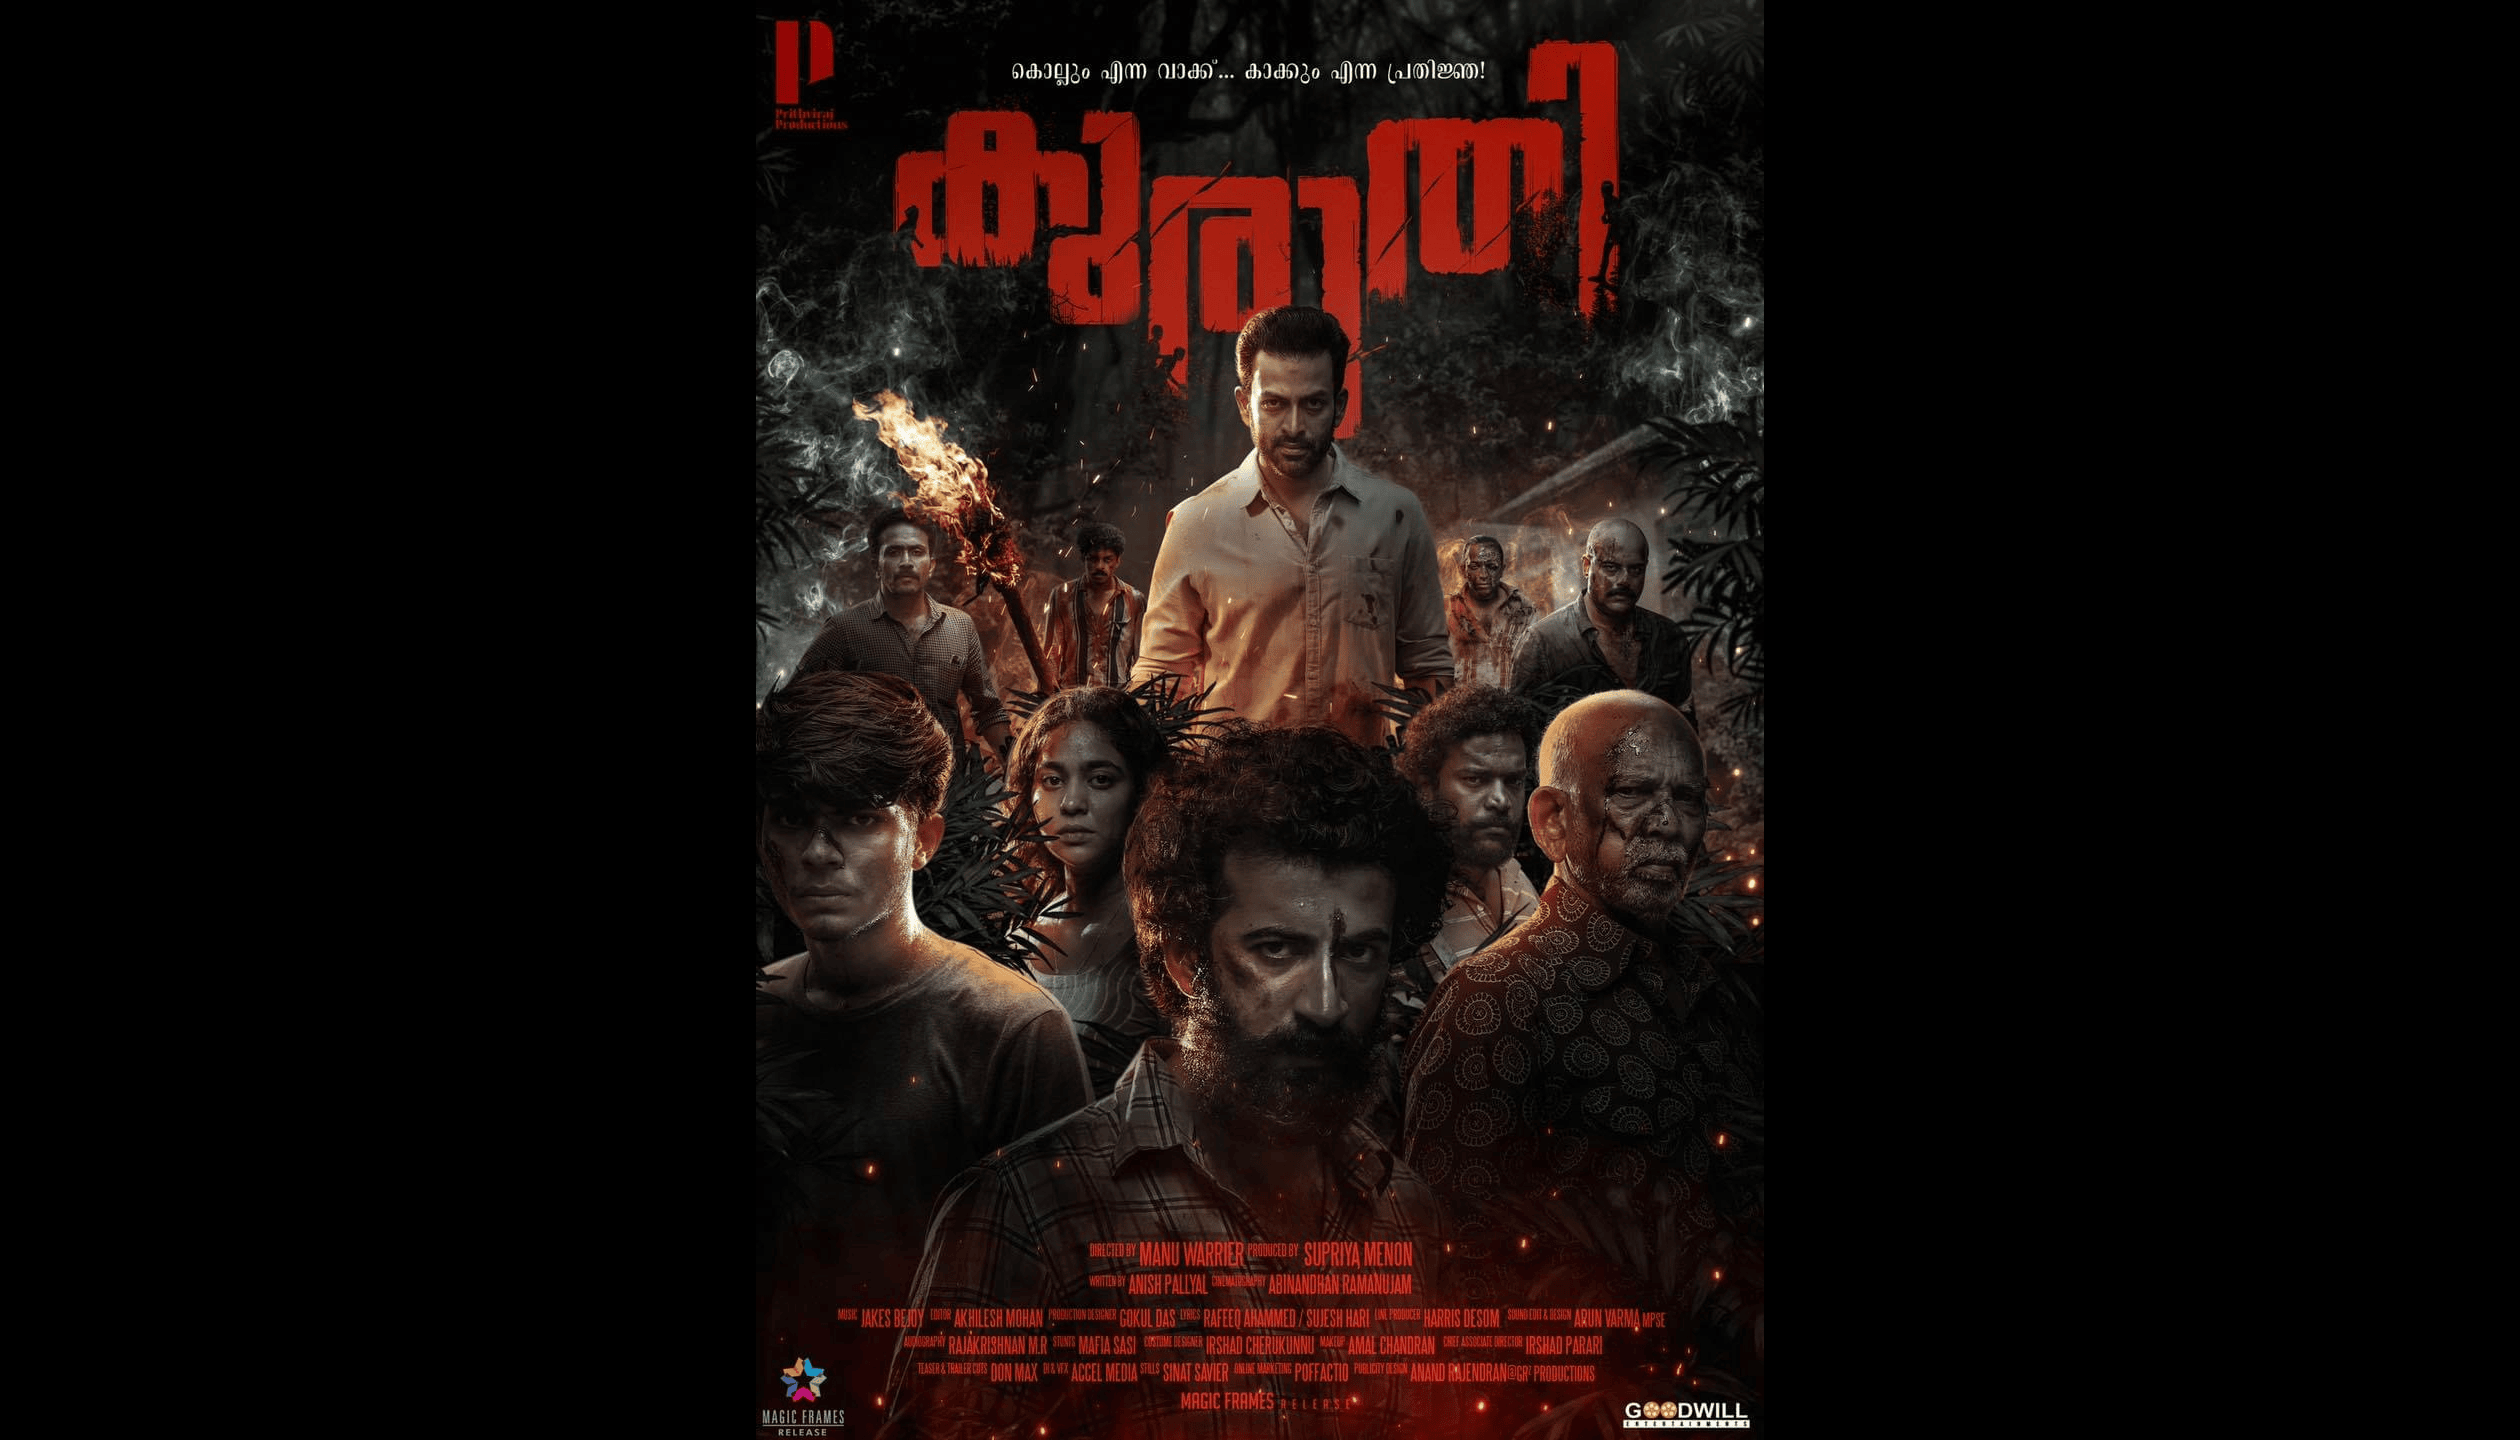 Prithviraj
Productions
കൊല്ലും എന്ന വാക്ക്... കാക്കും എന്ന പ്രതിജ്ഞ!
കുരുതി
DIRECTED BY MANU WARRIER PRODUCED BY SUPRIYA MENON
WRITTEN BY ANISH PALLYAL CINEMATOGRAPHY ABINANDHAN RAMANUJAM
MUSIC JAKES BEJOY EDITOR AKHILESH MOHAN PRODUCTION DESIGNER GOKUL DAS LYRICS RAFEEQ AHAMMED / SUJESH HARI LINE PRODUCER HARRIS DESOM SOUND EDIT & DESIGN ARUN VARMA MPSE
AUDIOGRAPHY RAJAKRISHNAN M.R STUNTS MAFIA SASI COSTUME DESIGNER IRSHAD CHERUKUNNU MAKEUP AMAL CHANDRAN CHIEF ASSOCIATE DIRECTOR IRSHAD PARARI
TEASER & TRAILER CUTS DON MAX DI & VFX ACCEL MEDIA STILLS SINAT SAVIER ONLINE MARKETING POFFACTIO PUBLICITY DESIGN ANAND RAJENDRAN@GR7 PRODUCTIONS
MAGIC FRAMES RELEASE
MAGIC FRAMES
RELEASE
GOODWILL
ENTERTAINMENTS